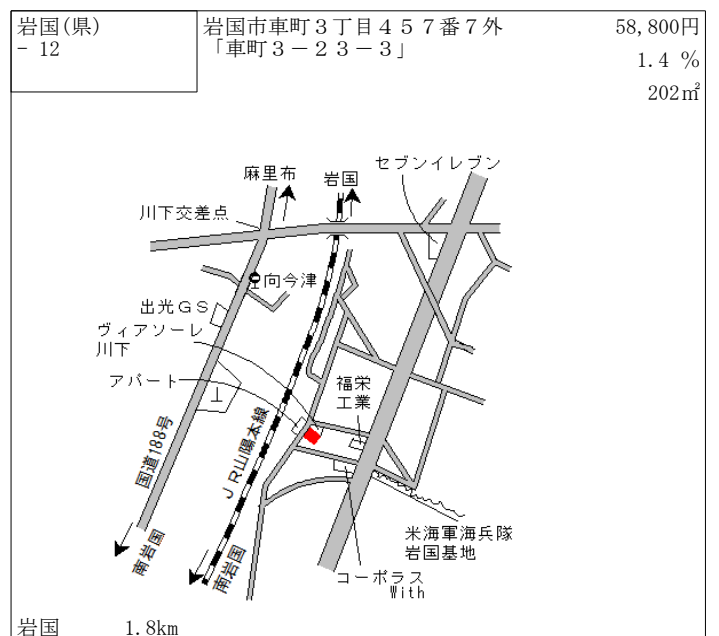 岩国(県)
- 12
岩国市車町３丁目４５７番７外
「車町３－２３－３」
58,800円
1.4 %
202㎡
セブンイレブン
麻里布
岩国
川下交差点
向今津
出光ＧＳ
ヴィアソーレ
川下
アパート
福栄
工業
国道188号
ＪＲ山陽本線
南岩国
南岩国
米海軍海兵隊
岩国基地
コーポラス
With
岩国 1.8km